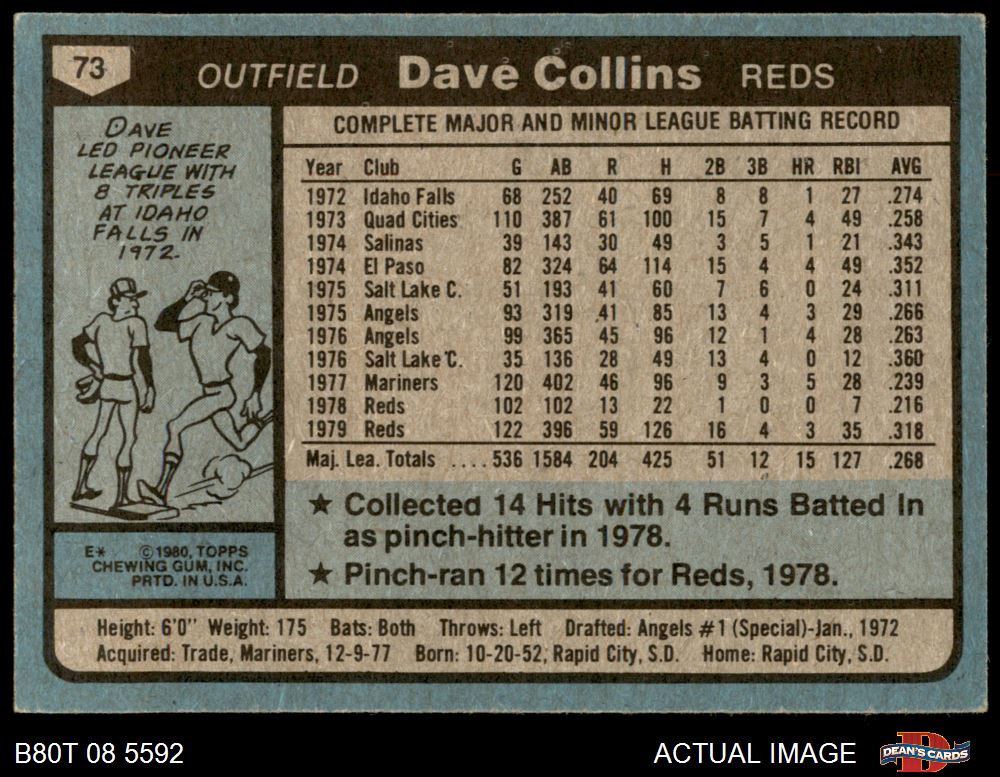 73
OUTFIELD Dave Collins REDS
DAVE
LED PIONEER
LEAGUE WITH
8 TRIPLES
AT IDAHO
FALLS IN
1972.
COMPLETE MAJOR AND MINOR LEAGUE BATTING RECORD
Year Club G AB R H 2B 3B HR RBI AVG
1972 Idaho Falls 68 252 40 69 8 8 1 27 .274
1973 Quad Cities 110 387 61 100 15 7 4 49 .258
1974 Salinas 39 143 30 49 3 5 1 21 .343
1974 El Paso 82 324 64 114 15 4 4 49 .352
1975 Salt Lake C. 51 193 41 60 7 6 0 24 .311
1975 Angels 93 319 41 85 13 4 3 29 .266
1976 Angels 99 365 45 96 12 1 4 28 .263
1976 Salt Lake C. 35 136 28 49 13 4 0 12 .360
1977 Mariners 120 402 46 96 9 3 5 28 .239
1978 Reds 102 102 13 22 1 0 0 7 .216
1979 Reds 122 396 59 126 16 4 3 35 .318
Maj. Lea. Totals ....536 1584 204 425 51 12 15 127 .268
★ Collected 14 Hits with 4 Runs Batted In
as pinch-hitter in 1978.
★ Pinch-ran 12 times for Reds, 1978.
E* ©1980, TOPPS
CHEWING GUM, INC.
PRTD. IN U.S.A.
Height: 6'0" Weight: 175 Bats: Both Throws: Left Drafted: Angels #1 (Special)-Jan., 1972
Acquired: Trade, Mariners, 12-9-77 Born: 10-20-52, Rapid City, S.D. Home: Rapid City, S.D.
B80T 08 5592 ACTUAL IMAGE DEAN'S CARDS